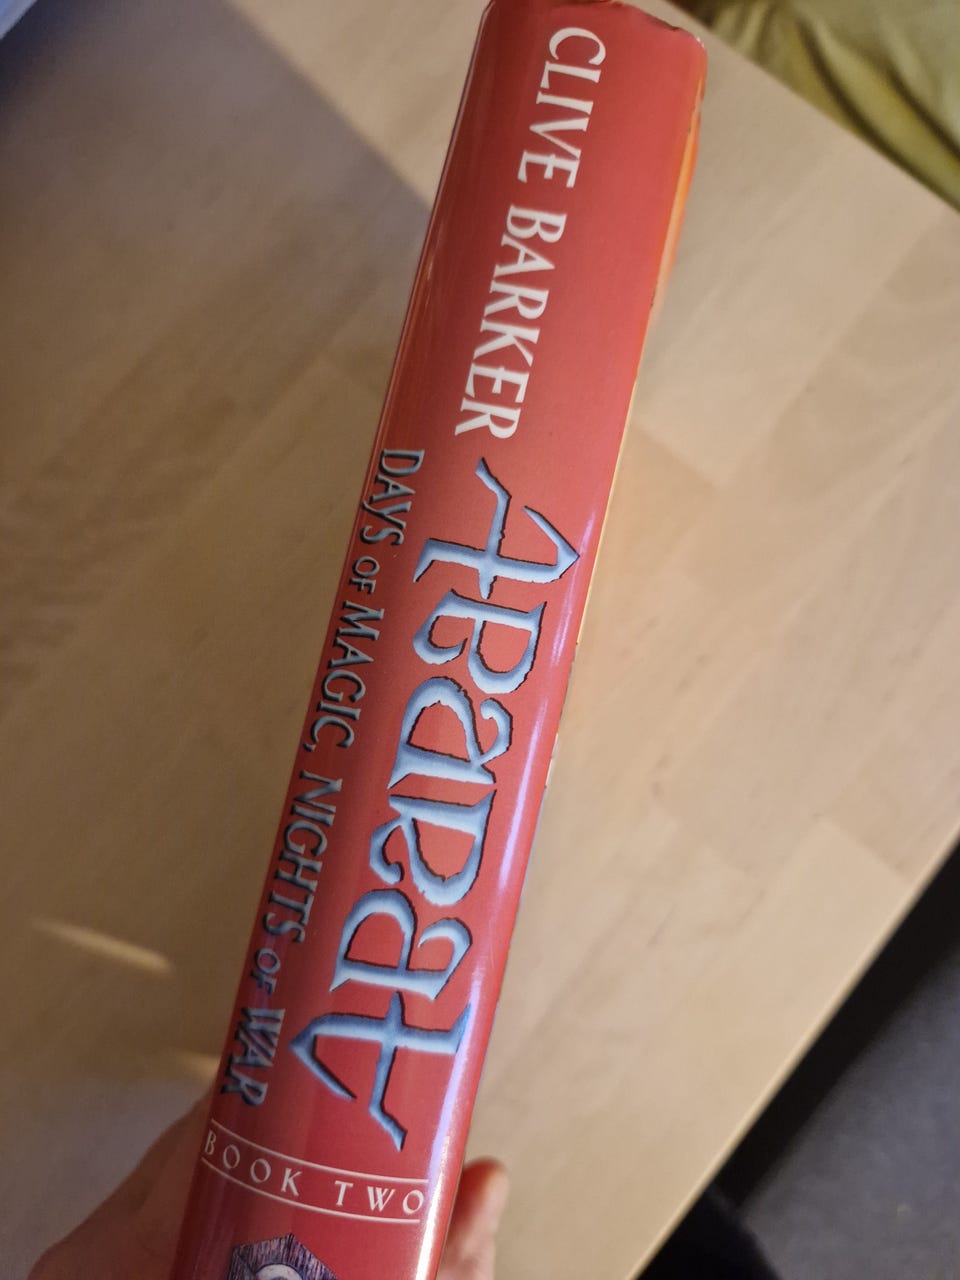 CLIVE BARKER
ABARAT
DAYS OF MAGIC, NIGHTS OF WAR
BOOK TWO